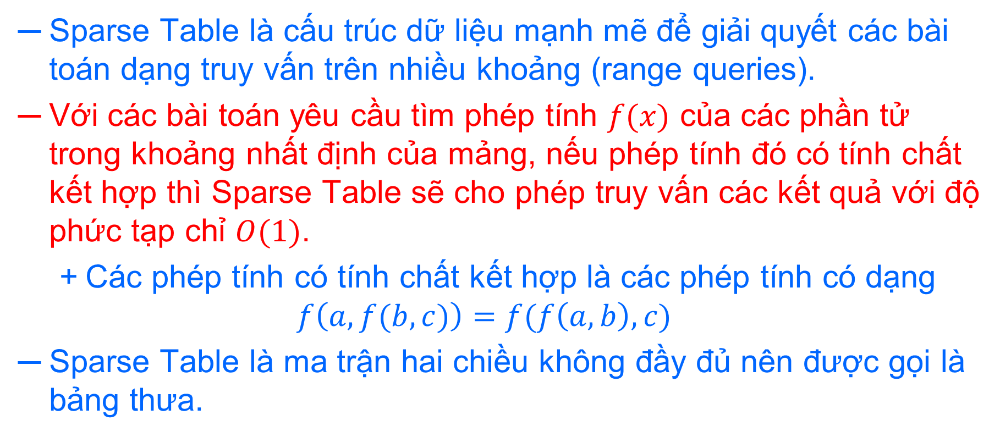 — Sparse Table là cấu trúc dữ liệu mạnh mẽ để giải quyết các bài
toán dạng truy vấn trên nhiều khoảng (range queries).
— Với các bài toán yêu cầu tìm phép tính f(x) của các phần tử
trong khoảng nhất định của mảng, nếu phép tính đó có tính chất
kết hợp thì Sparse Table sẽ cho phép truy vấn các kết quả với độ
phức tạp chỉ O(1).
+ Các phép tính có tính chất kết hợp là các phép tính có dạng
f(a, f(b, c)) = f(f(a, b), c)
— Sparse Table là ma trận hai chiều không đầy đủ nên được gọi là
bảng thưa.